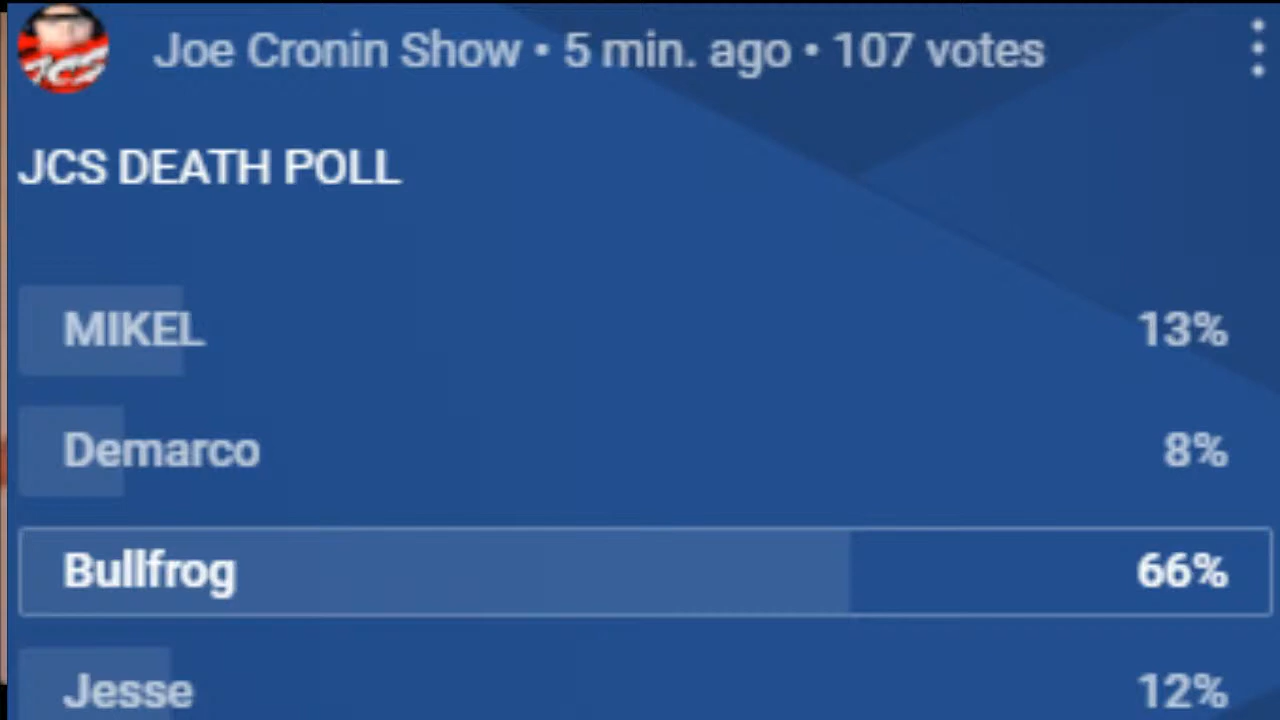 JCS
Joe Cronin Show • 5 min. ago • 107 votes
JCS DEATH POLL
MIKEL 13%
Demarco 8%
Bullfrog 66%
Jesse 12%